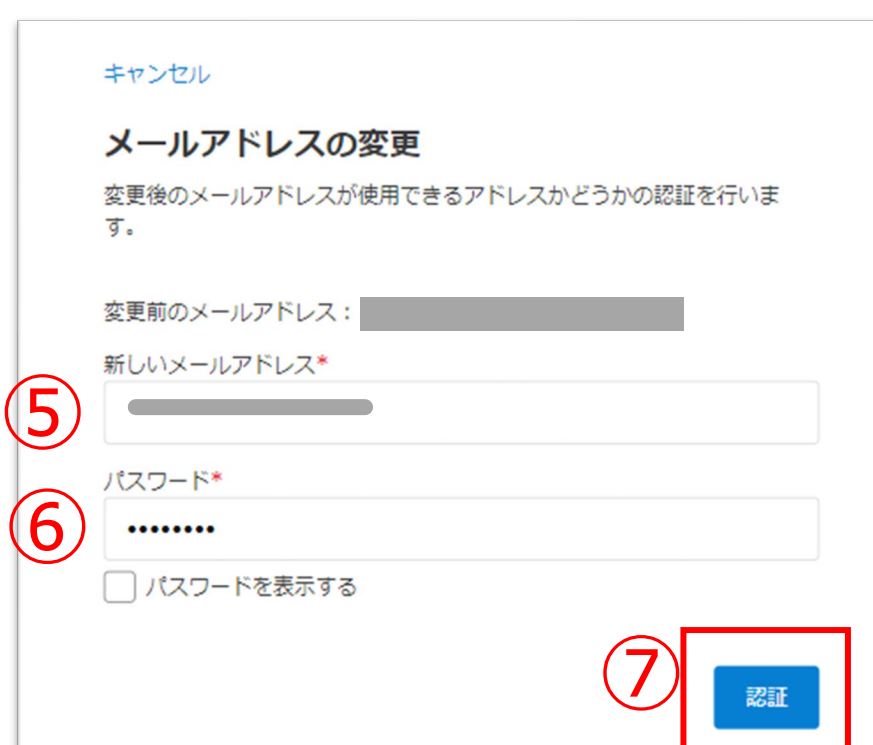 キャンセル
メールアドレスの変更
変更後のメールアドレスが使用できるアドレスかどうかの認証を行いま
す。
変更前のメールアドレス：
新しいメールアドレス*
⑤
パスワード*
⑥
••••••••
パスワードを表示する
⑦
認証